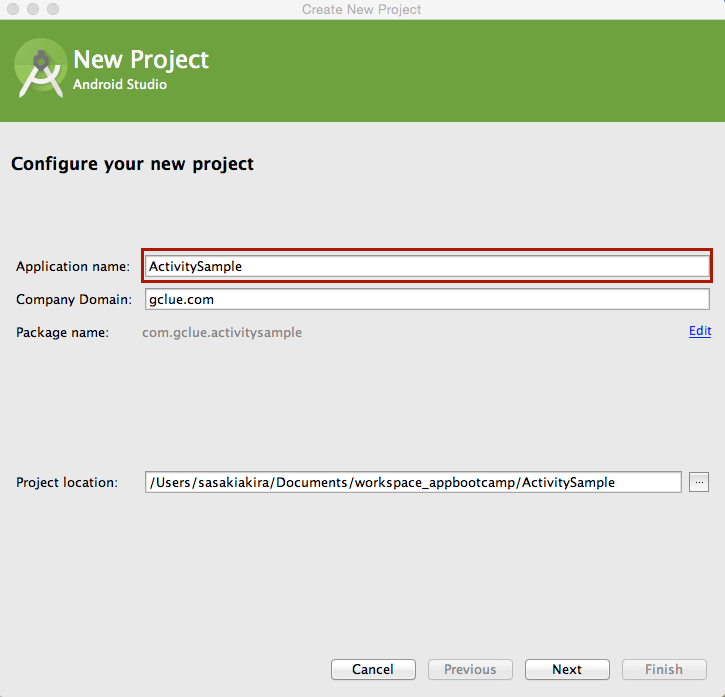 Create New Project
New Project
Android Studio
Configure your new project
Application name: ActivitySample
Company Domain: gclue.com
Package name: com.gclue.activitysample Edit
Project location: /Users/sasakiakira/Documents/workspace_appbootcamp/ActivitySample ...
Cancel Previous Next Finish